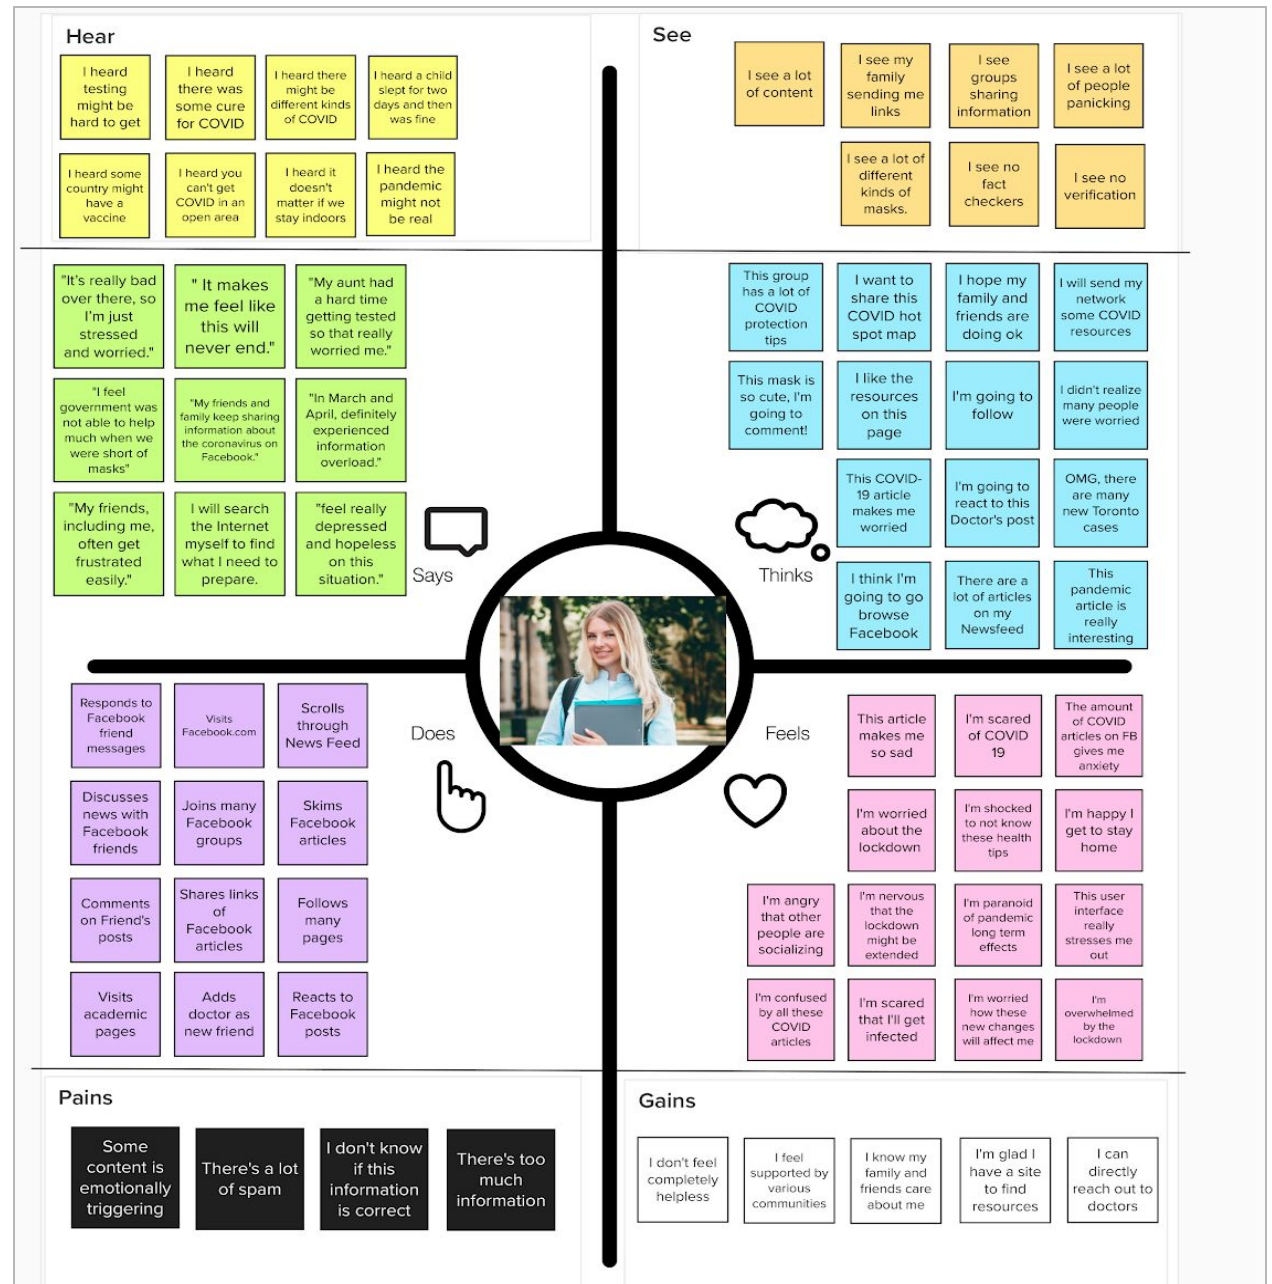 Hear
I heard
testing
might be
hard to get
I heard
there was
some cure
for COVID
I heard there
might be
different kinds
of COVID
I heard a child
slept for two
days and then
was fine
I heard some
country might
have a
vaccine
I heard you
can't get
COVID in an
open area
I heard it
doesn't
matter if we
stay indoors
I heard the
pandemic
might not
be real
See
I see a lot
of content
I see my
family
sending me
links
I see
groups
sharing
information
I see a lot
of people
panicking
I see a lot of
different
kinds of
masks.
I see no
fact
checkers
I see no
verification
"It's really bad
over there, so
I'm just
stressed
and worried."
" It makes
me feel like
this will
never end."
"My aunt had
a hard time
getting tested
so that really
worried me."
"I feel
government was
not able to help
much when we
were short of
masks"
"My friends and
family keep sharing
information about
the coronavirus on
Facebook."
"In March and
April, definitely
experienced
information
overload."
"My friends,
including me,
often get
frustrated
easily."
I will search
the Internet
myself to find
what I need to
prepare.
"feel really
depressed
and hopeless
on this
situation."
Says
This group
has a lot of
COVID
protection
tips
I want to
share this
COVID hot
spot map
I hope my
family and
friends are
doing ok
I will send my
network
some COVID
resources
This mask is
so cute, I'm
going to
comment!
I like the
resources
on this
page
I'm going to
follow
I didn't realize
many people
were worried
This COVID-
19 article
makes me
worried
I'm going to
react to this
Doctor's post
OMG, there
are many
new Toronto
cases
I think I'm
going to go
browse
Facebook
There are a
lot of articles
on my
Newsfeed
This
pandemic
article is
really
interesting
Thinks
Responds to
Facebook
friend
messages
Visits
Facebook.com
Scrolls
through
News Feed
Discusses
news with
Facebook
friends
Joins many
Facebook
groups
Skims
Facebook
articles
Comments
on Friend's
posts
Shares links
of
Facebook
articles
Follows
many
pages
Visits
academic
pages
Adds
doctor as
new friend
Reacts to
Facebook
posts
Does
Feels
This article
makes me
so sad
I'm scared
of COVID
19
The amount
of COVID
articles on FB
gives me
anxiety
I'm worried
about the
lockdown
I'm shocked
to not know
these health
tips
I'm happy I
get to stay
home
I'm angry
that other
people are
socializing
I'm nervous
that the
lockdown
might be
extended
I'm paranoid
of pandemic
long term
effects
This user
interface
really
stresses me
out
I'm confused
by all these
COVID
articles
I'm scared
that I'll get
infected
I'm worried
how these
new changes
will affect me
I'm
overwhelmed
by the
lockdown
Pains
Some
content is
emotionally
triggering
There's a lot
of spam
I don't know
if this
information
is correct
There's too
much
information
Gains
I don't feel
completely
helpless
I feel
supported by
various
communities
I know my
family and
friends care
about me
I'm glad I
have a site
to find
resources
I can
directly
reach out to
doctors